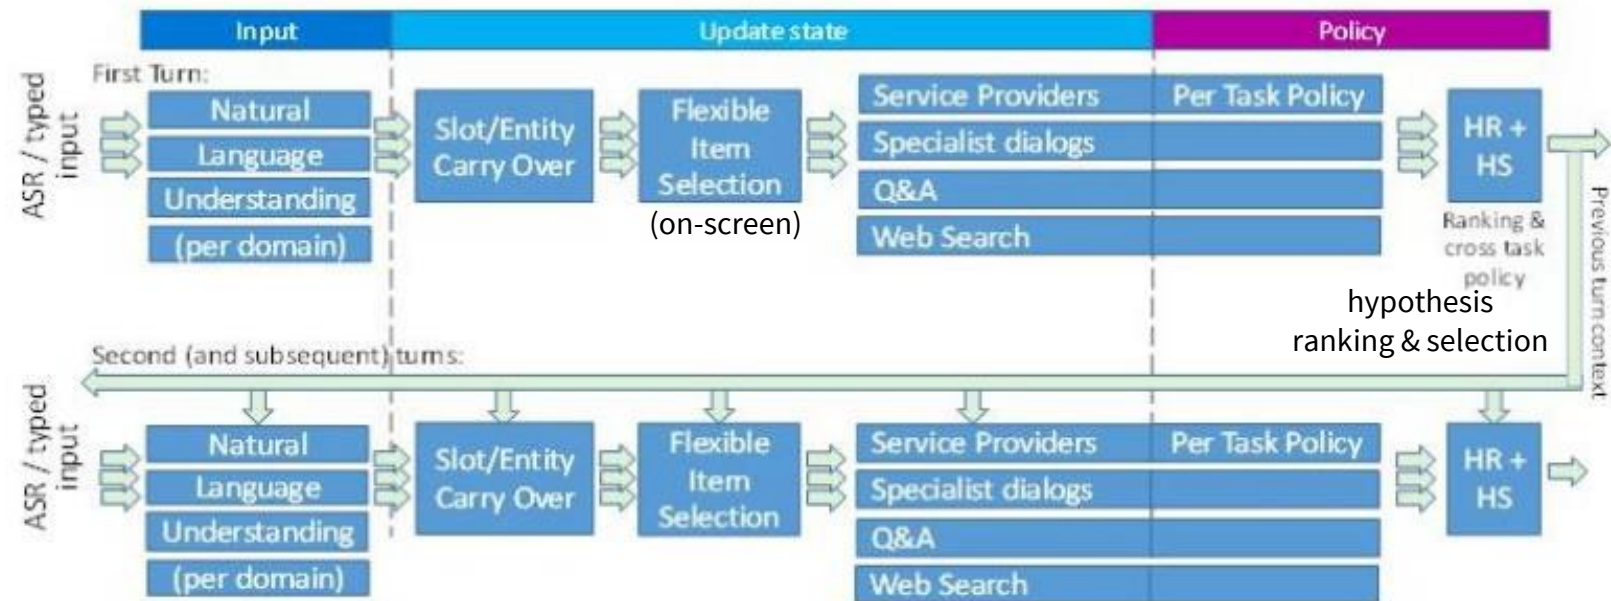 Input
Update state
Policy
First Turn:
ASR / typed
input
Natural
Language
Understanding
(per domain)
Slot/Entity
Carry Over
Flexible
Item
Selection
(on-screen)
Service Providers
Per Task Policy
Specialist dialogs
Q&A
Web Search
HR +
HS
Ranking &
cross task
policy
hypothesis
ranking & selection
Previous turn context
Second (and subsequent) turns:
ASR / typed
input
Natural
Language
Understanding
(per domain)
Slot/Entity
Carry Over
Flexible
Item
Selection
Service Providers
Per Task Policy
Specialist dialogs
Q&A
Web Search
HR +
HS